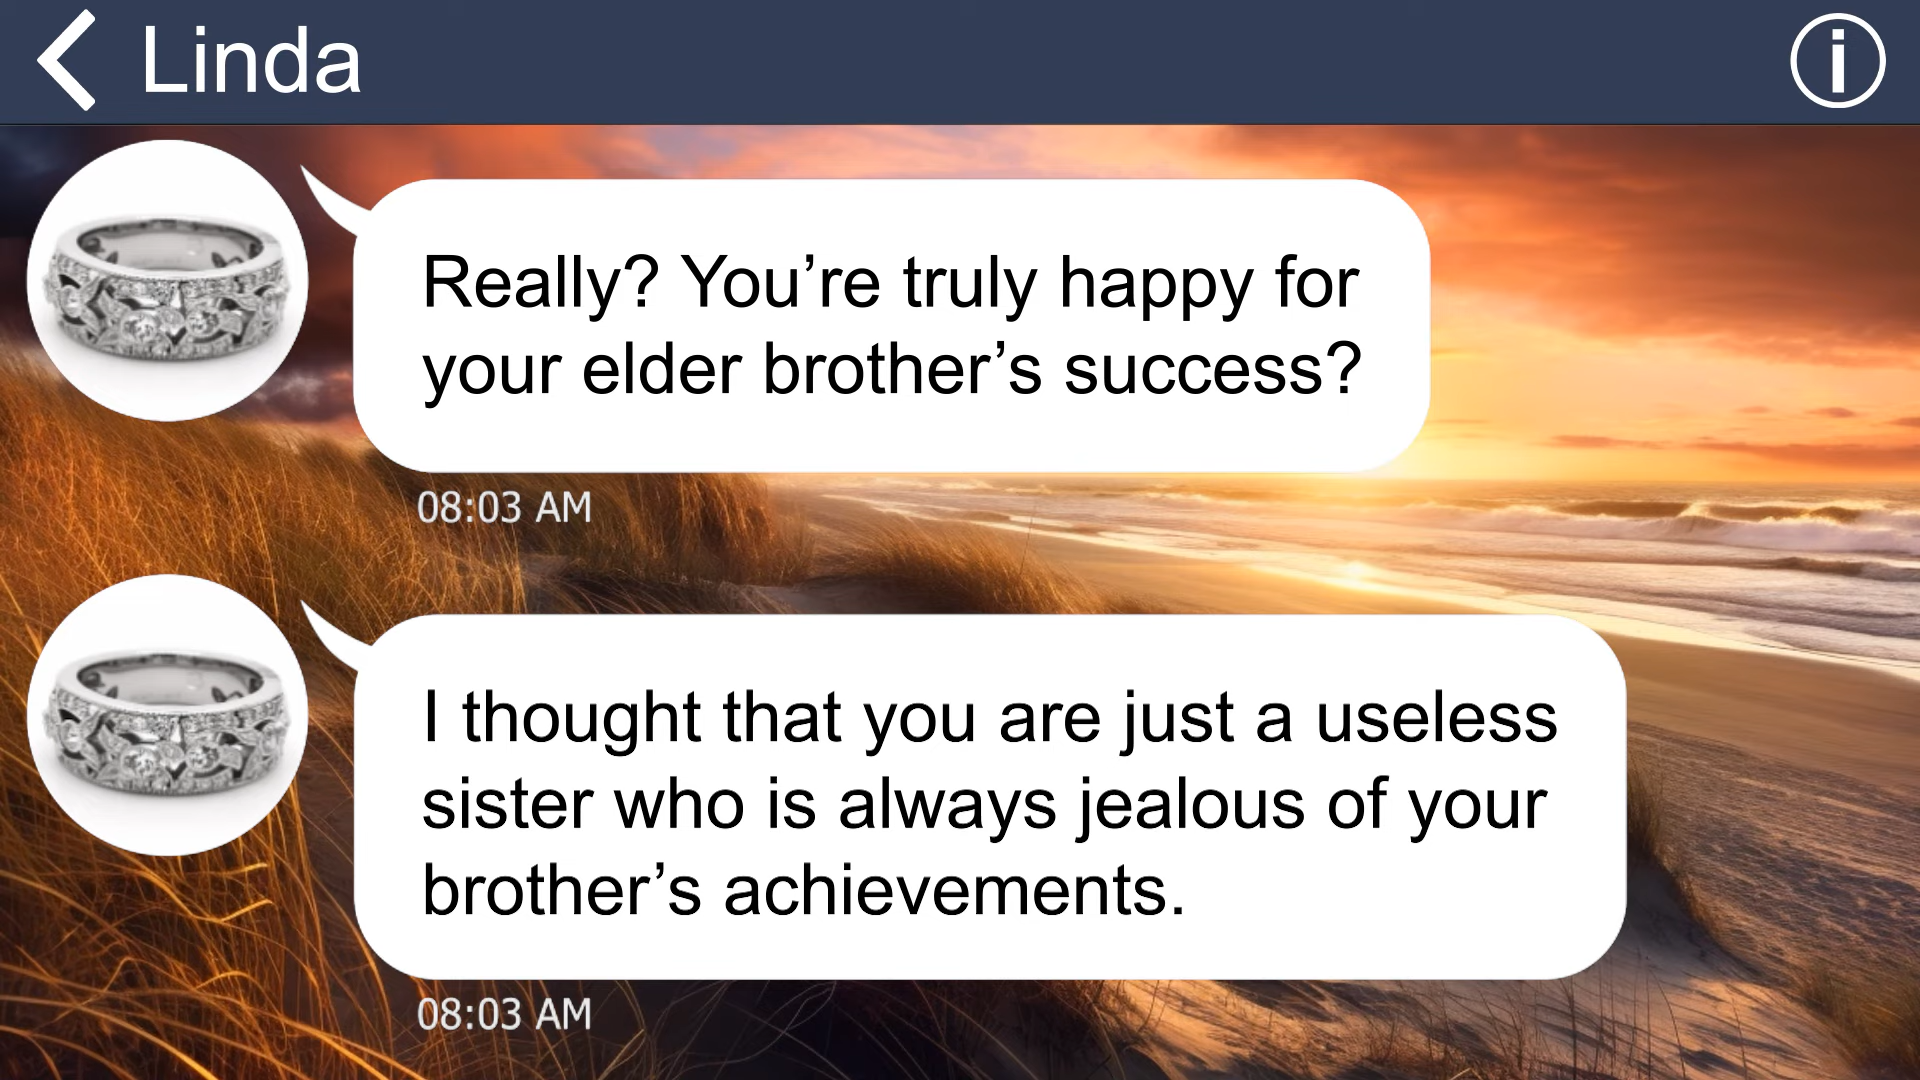 Linda
Really? You’re truly happy for
your elder brother’s success?
08:03 AM
I thought that you are just a useless
sister who is always jealous of your
brother’s achievements.
08:03 AM